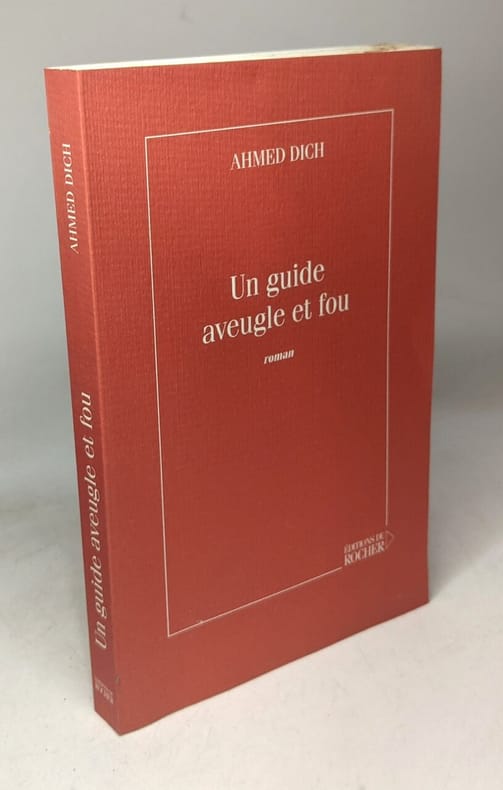 AHMED DICH
Un guide
aveugle et fou
roman
ÉDITIONS DU
ROCHER
AHMED DICH
Un guide aveugle et fou